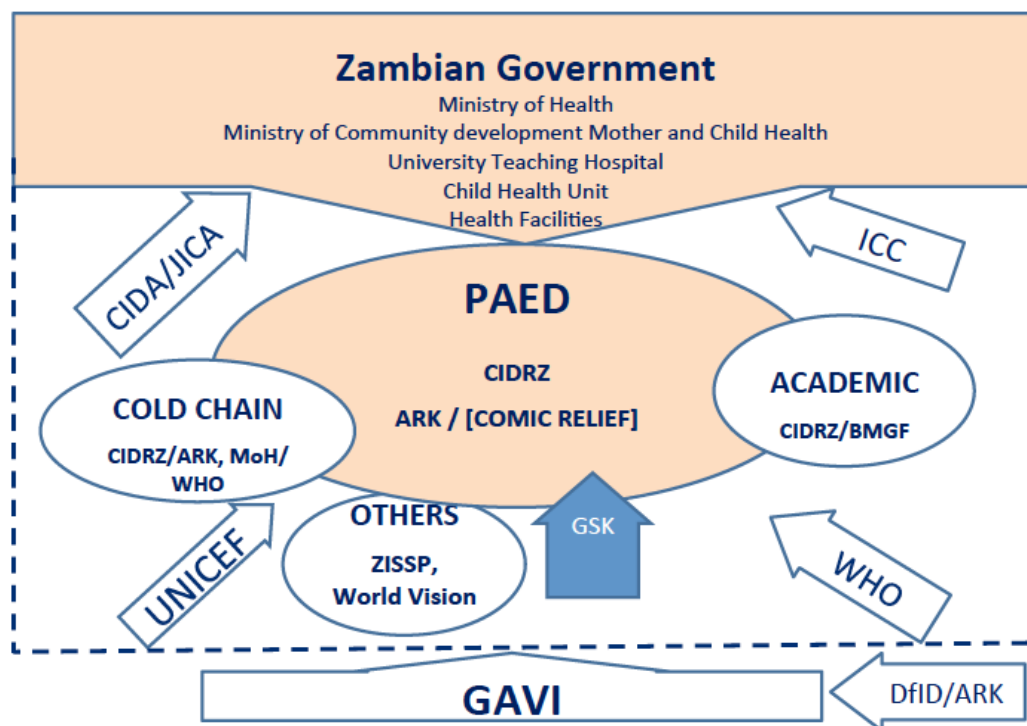 Zambian Government
Ministry of Health
Ministry of Community development Mother and Child Health
University Teaching Hospital
Child Health Unit
Health Facilities
CIDA/JICA
ICC
PAED
CIDRZ
ARK / [COMIC RELIEF]
COLD CHAIN
CIDRZ/ARK, MoH/
WHO
ACADEMIC
CIDRZ/BMGF
OTHERS
ZISSP,
World Vision
GSK
UNICEF
WHO
GAVI
DfID/ARK